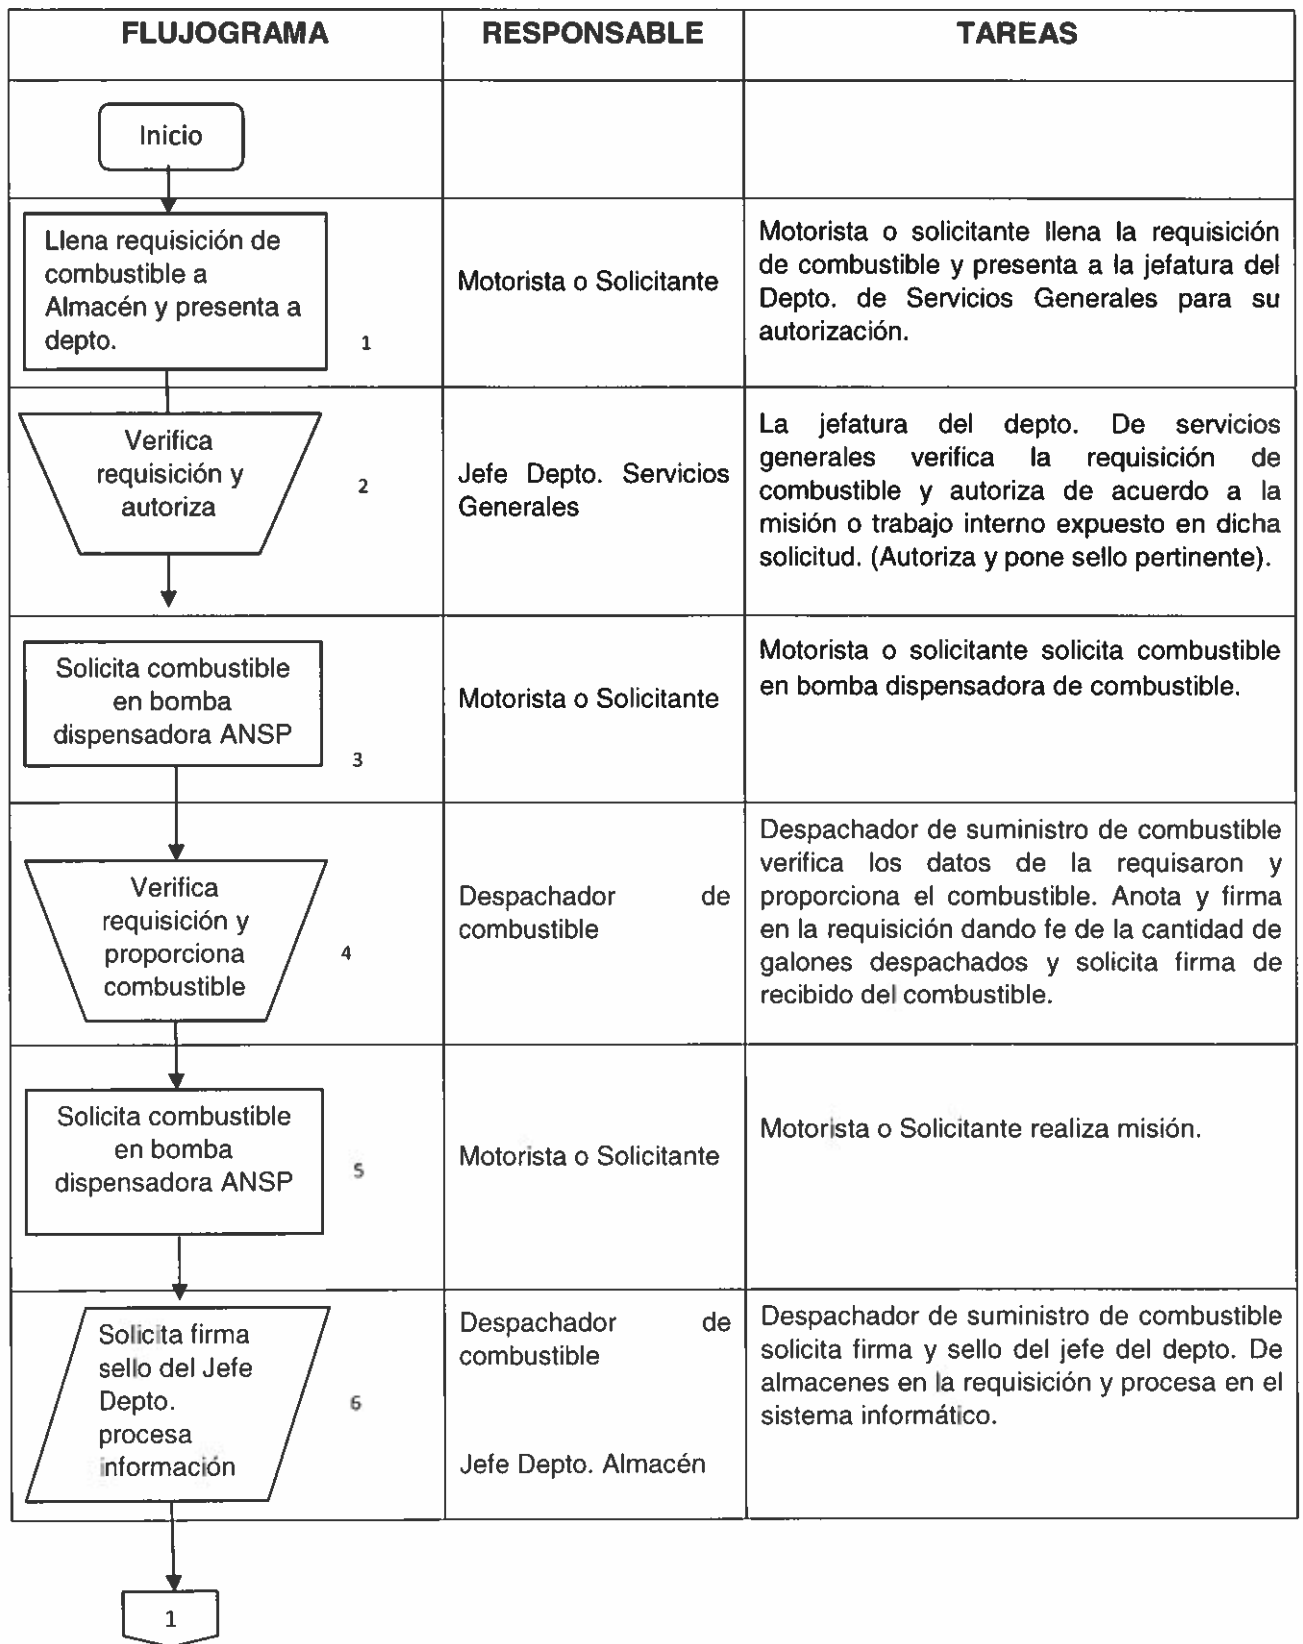 FLUJOGRAMA
RESPONSABLE
TAREAS
Inicio
Llena requisición de
combustible a
Almacén y presenta a
depto.
1
Motorista o Solicitante
Motorista o solicitante llena la requisición
de combustible y presenta a la jefatura del
Depto. de Servicios Generales para su
autorización.
Verifica
requisición y
autoriza
2
Jefe Depto. Servicios
Generales
La jefatura del depto. De servicios
generales verifica la requisición de
combustible y autoriza de acuerdo a la
misión o trabajo interno expuesto en dicha
solicitud. (Autoriza y pone sello pertinente).
Solicita combustible
en bomba
dispensadora ANSP
3
Motorista o Solicitante
Motorista o solicitante solicita combustible
en bomba dispensadora de combustible.
Verifica
requisición y
proporciona
combustible
4
Despachador de
combustible
Despachador de suministro de combustible
verifica los datos de la requisaron y
proporciona el combustible. Anota y firma
en la requisición dando fe de la cantidad de
galones despachados y solicita firma de
recibido del combustible.
Solicita combustible
en bomba
dispensadora ANSP
5
Motorista o Solicitante
Motorista o Solicitante realiza misión.
Solicita firma
sello del Jefe
Depto.
procesa
información
6
Despachador de
combustible
Jefe Depto. Almacén
Despachador de suministro de combustible
solicita firma y sello del jefe del depto. De
almacenes en la requisición y procesa en el
sistema informático.
1